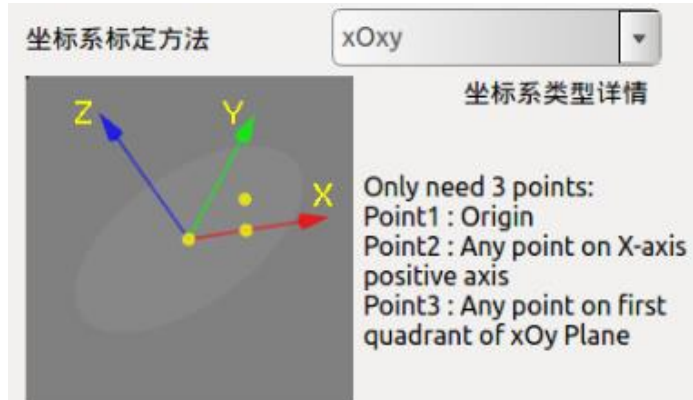 坐标系标定方法
xOxy
坐标系类型详情
Z
Y
X
Only need 3 points:
Point1 : Origin
Point2 : Any point on X-axis
positive axis
Point3 : Any point on first
quadrant of xOy Plane